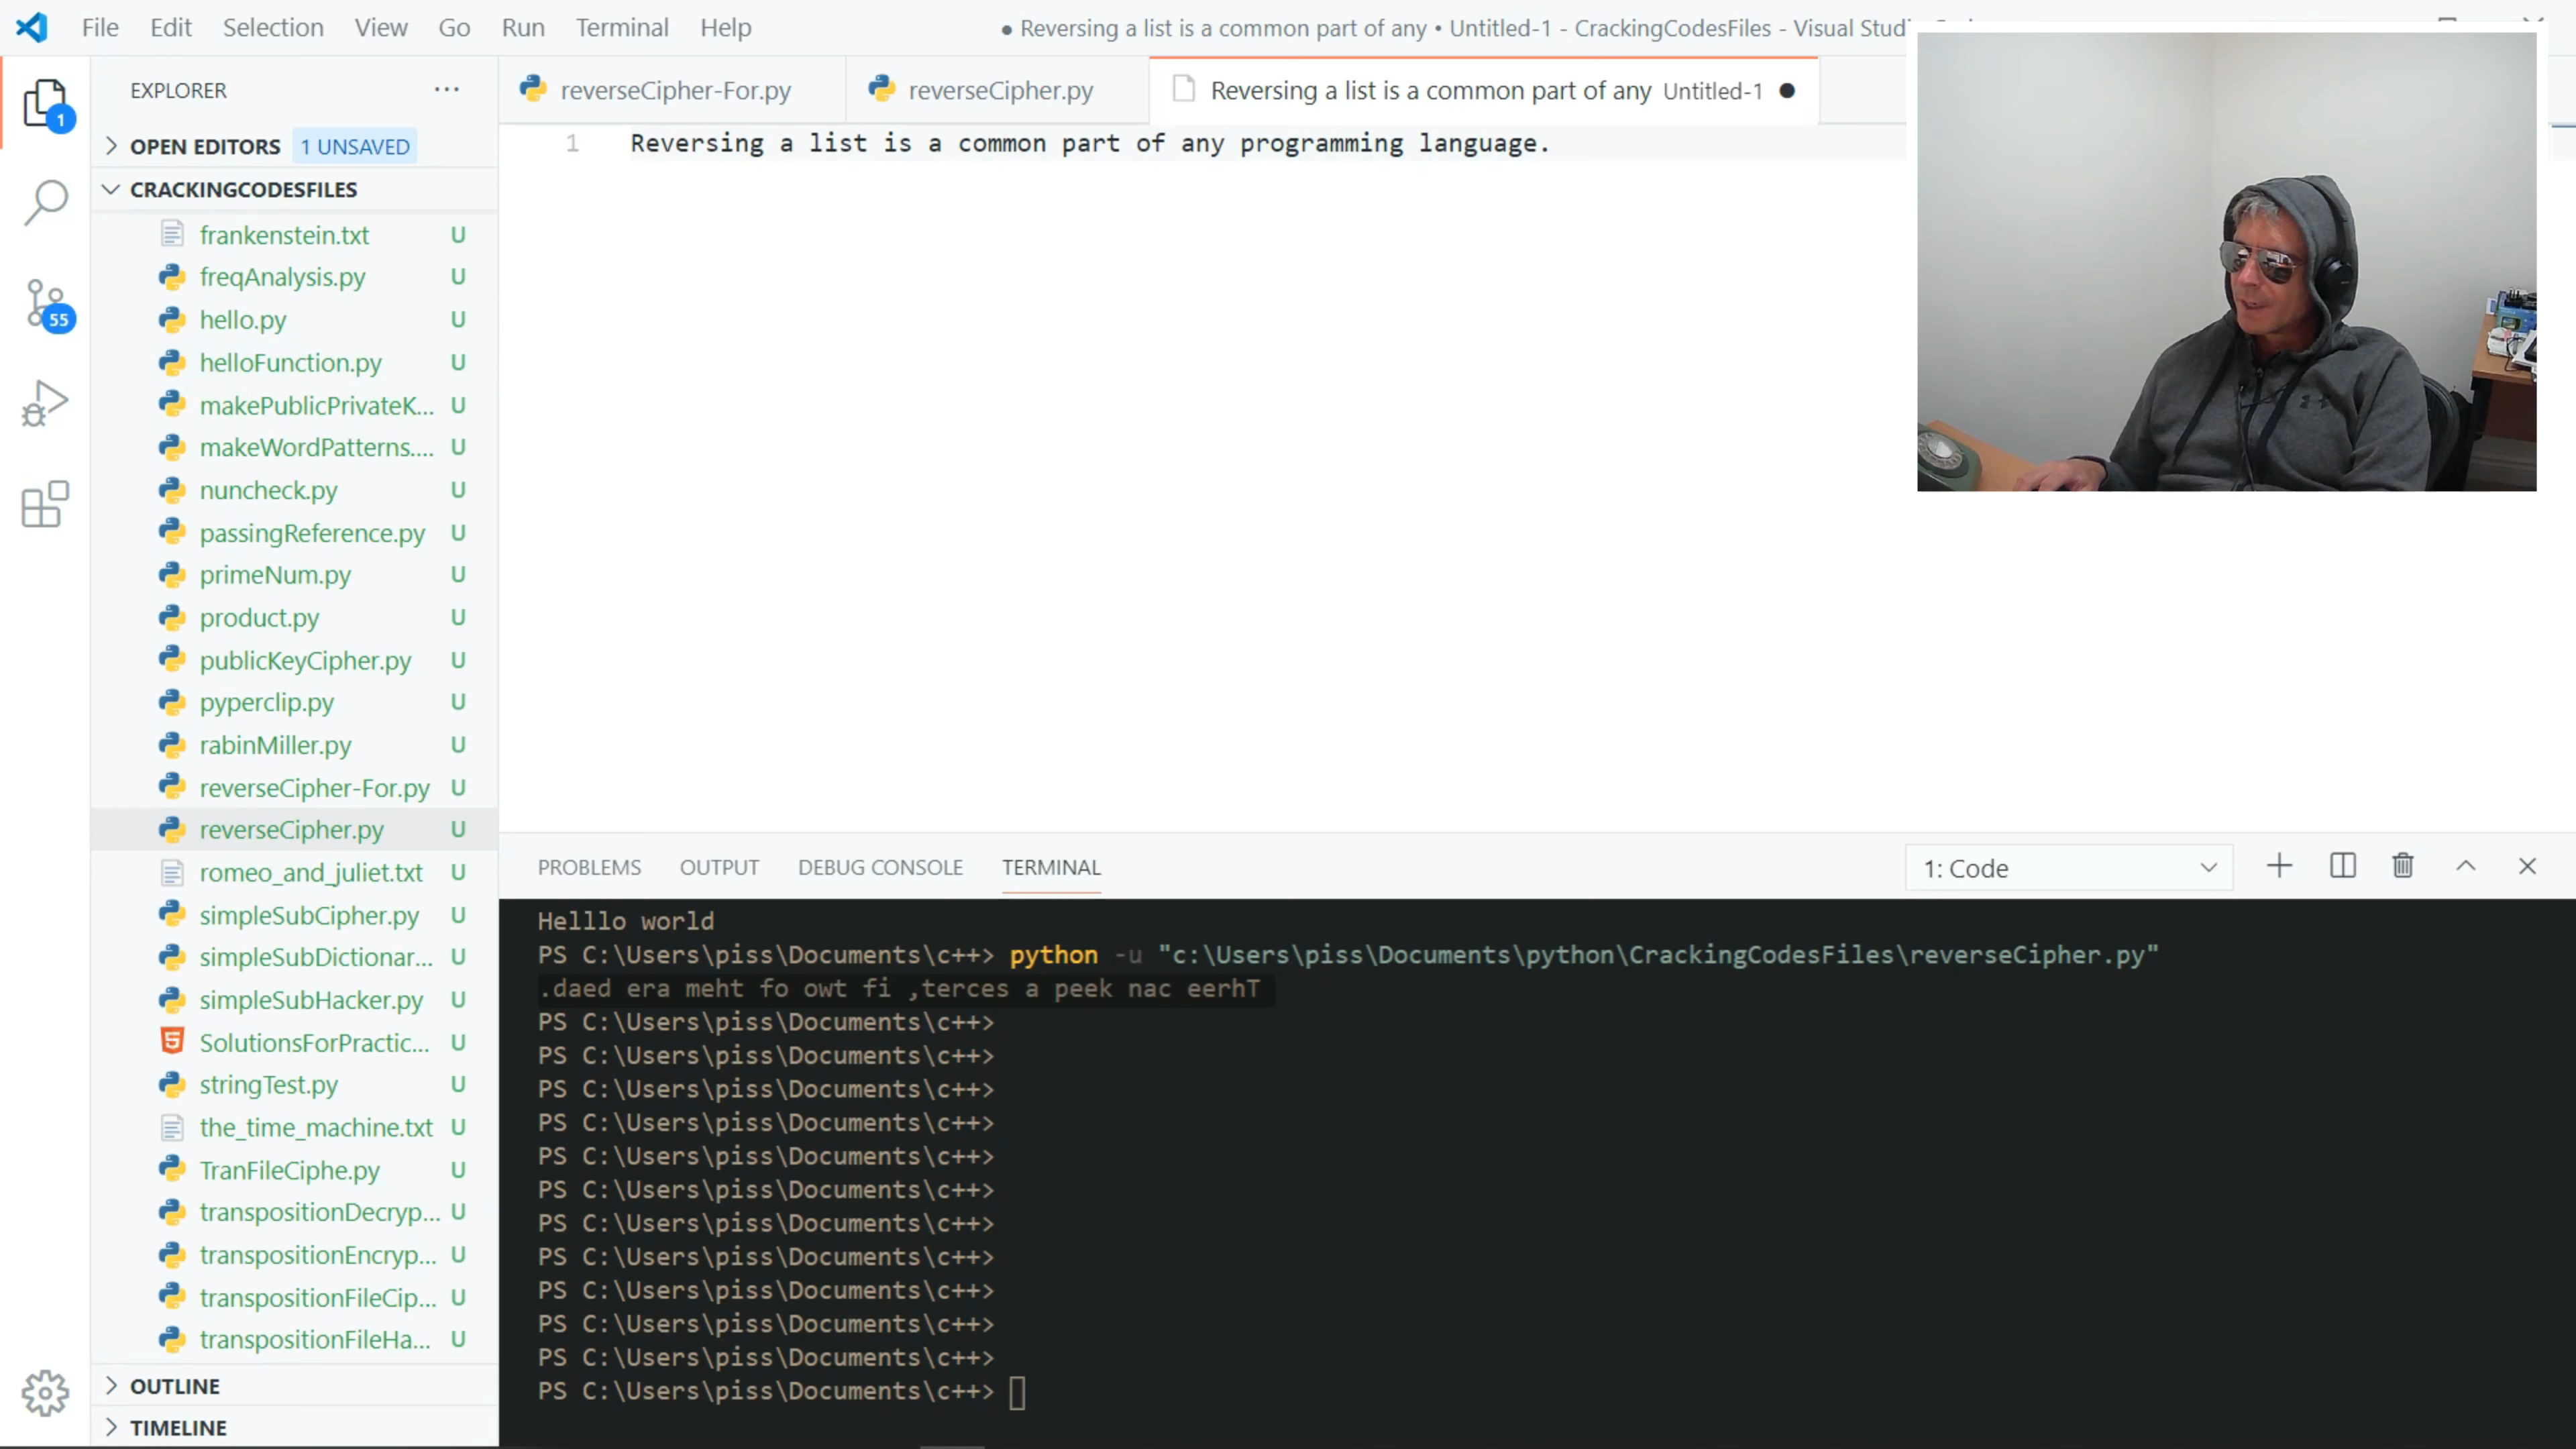 File Edit Selection View Go Run Terminal Help
● Reversing a list is a common part of any • Untitled-1 - CrackingCodesFiles - Visual
EXPLORER ...
reverseCipher-For.py reverseCipher.py Reversing a list is a common part of any Untitled-1 ●
1
OPEN EDITORS 1 UNSAVED
1 Reversing a list is a common part of any programming language.
CRACKINGCODESFILES
frankenstein.txt U
freqAnalysis.py U
55
hello.py U
helloFunction.py U
makePublicPrivateK... U
makeWordPatterns.... U
nuncheck.py U
passingReference.py U
primeNum.py U
product.py U
publicKeyCipher.py U
pyperclip.py U
rabinMiller.py U
reverseCipher-For.py U
reverseCipher.py U
romeo_and_juliet.txt U
simpleSubCipher.py U
simpleSubDictionar... U
simpleSubHacker.py U
SolutionsForPractic... U
stringTest.py U
the_time_machine.txt U
TranFileCiphe.py U
transpositionDecryp... U
transpositionEncryp... U
transpositionFileCip... U
transpositionFileHa... U
OUTLINE
TIMELINE
PROBLEMS OUTPUT DEBUG CONSOLE TERMINAL 1: Code
Helllo world
PS C:\Users\piss\Documents\c++> python -u "c:\Users\piss\Documents\python\CrackingCodesFiles\reverseCipher.py"
.daed era meht fo owt fi ,terces a peek nac eerhT
PS C:\Users\piss\Documents\c++>
PS C:\Users\piss\Documents\c++>
PS C:\Users\piss\Documents\c++>
PS C:\Users\piss\Documents\c++>
PS C:\Users\piss\Documents\c++>
PS C:\Users\piss\Documents\c++>
PS C:\Users\piss\Documents\c++>
PS C:\Users\piss\Documents\c++>
PS C:\Users\piss\Documents\c++>
PS C:\Users\piss\Documents\c++>
PS C:\Users\piss\Documents\c++>
PS C:\Users\piss\Documents\c++>